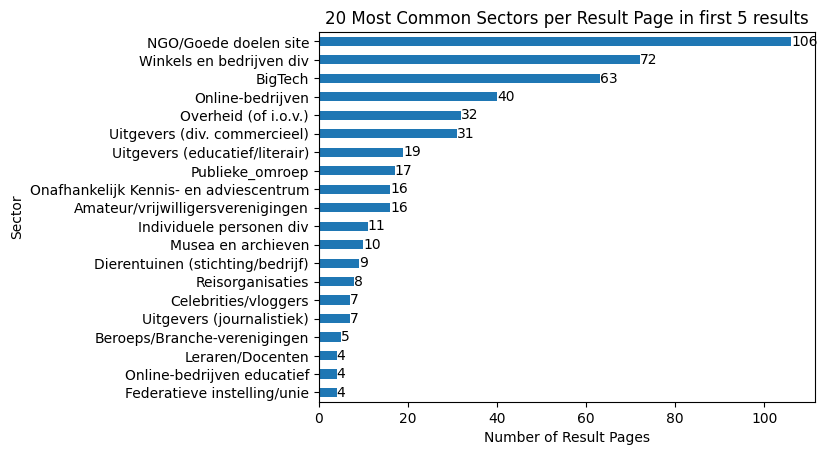 20 Most Common Sectors per Result Page in first 5 results
NGO/Goede doelen site 106
Winkels en bedrijven div 72
BigTech 63
Online-bedrijven 40
Overheid (of i.o.v.) 32
Uitgevers (div. commercieel) 31
Uitgevers (educatief/literair) 19
Publieke_omroep 17
Onafhankelijk Kennis- en adviescentrum 16
Amateur/vrijwilligersverenigingen 16
Individuele personen div 11
Musea en archieven 10
Dierentuinen (stichting/bedrijf) 9
Reisorganisaties 8
Celebrities/vloggers 7
Uitgevers (journalistiek) 7
Beroeps/Branche-verenigingen 5
Leraren/Docenten 4
Online-bedrijven educatief 4
Federatieve instelling/unie 4
0 20 40 60 80 100
Number of Result Pages
Sector